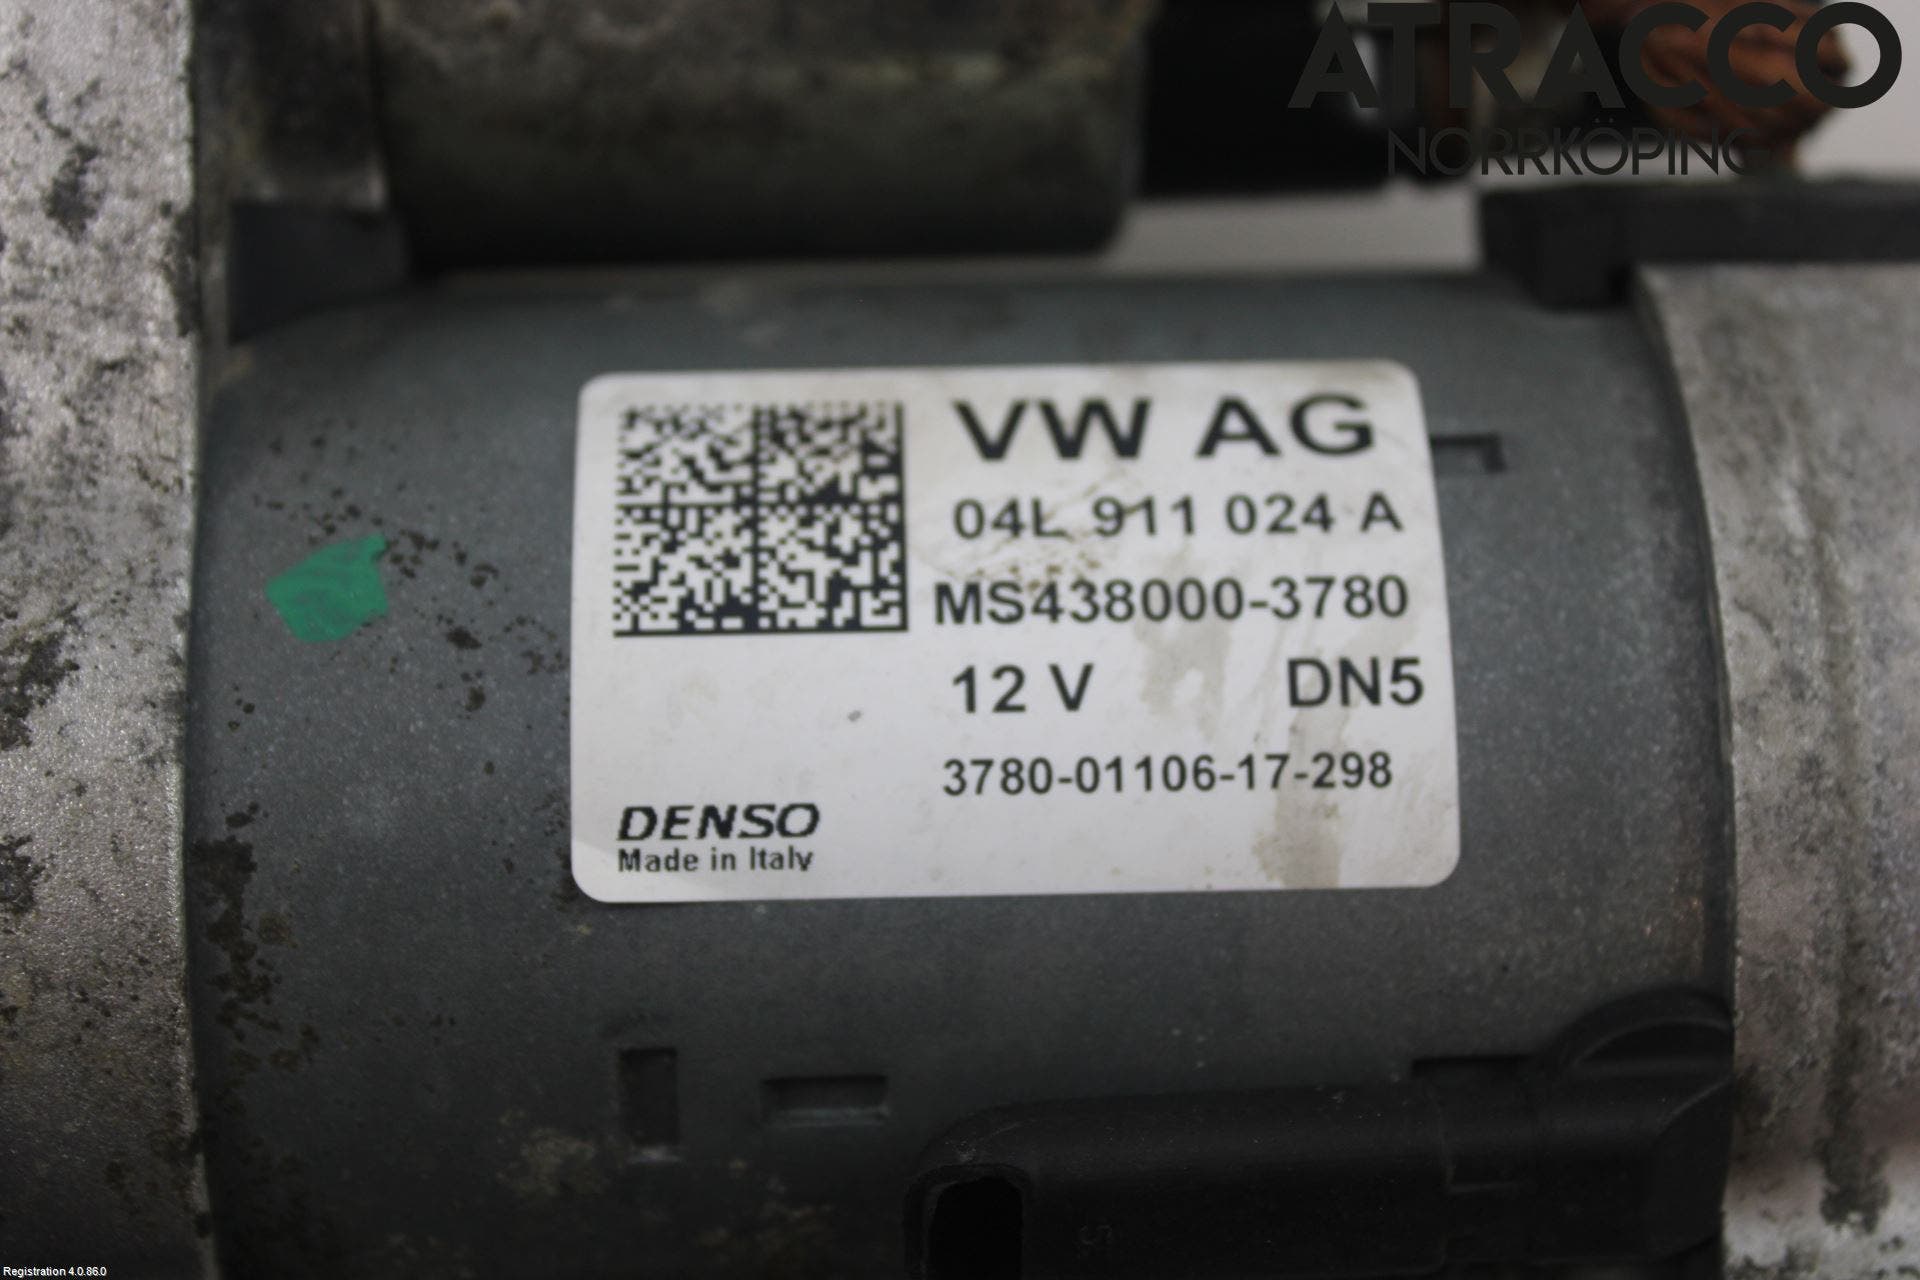 ATRACCO
NORRKÖPING
VW AG
04L 911 024 A
MS438000-3780
12 V DN5
3780-01106-17-298
DENSO
Made in Italy
Registration 4.0.86.0